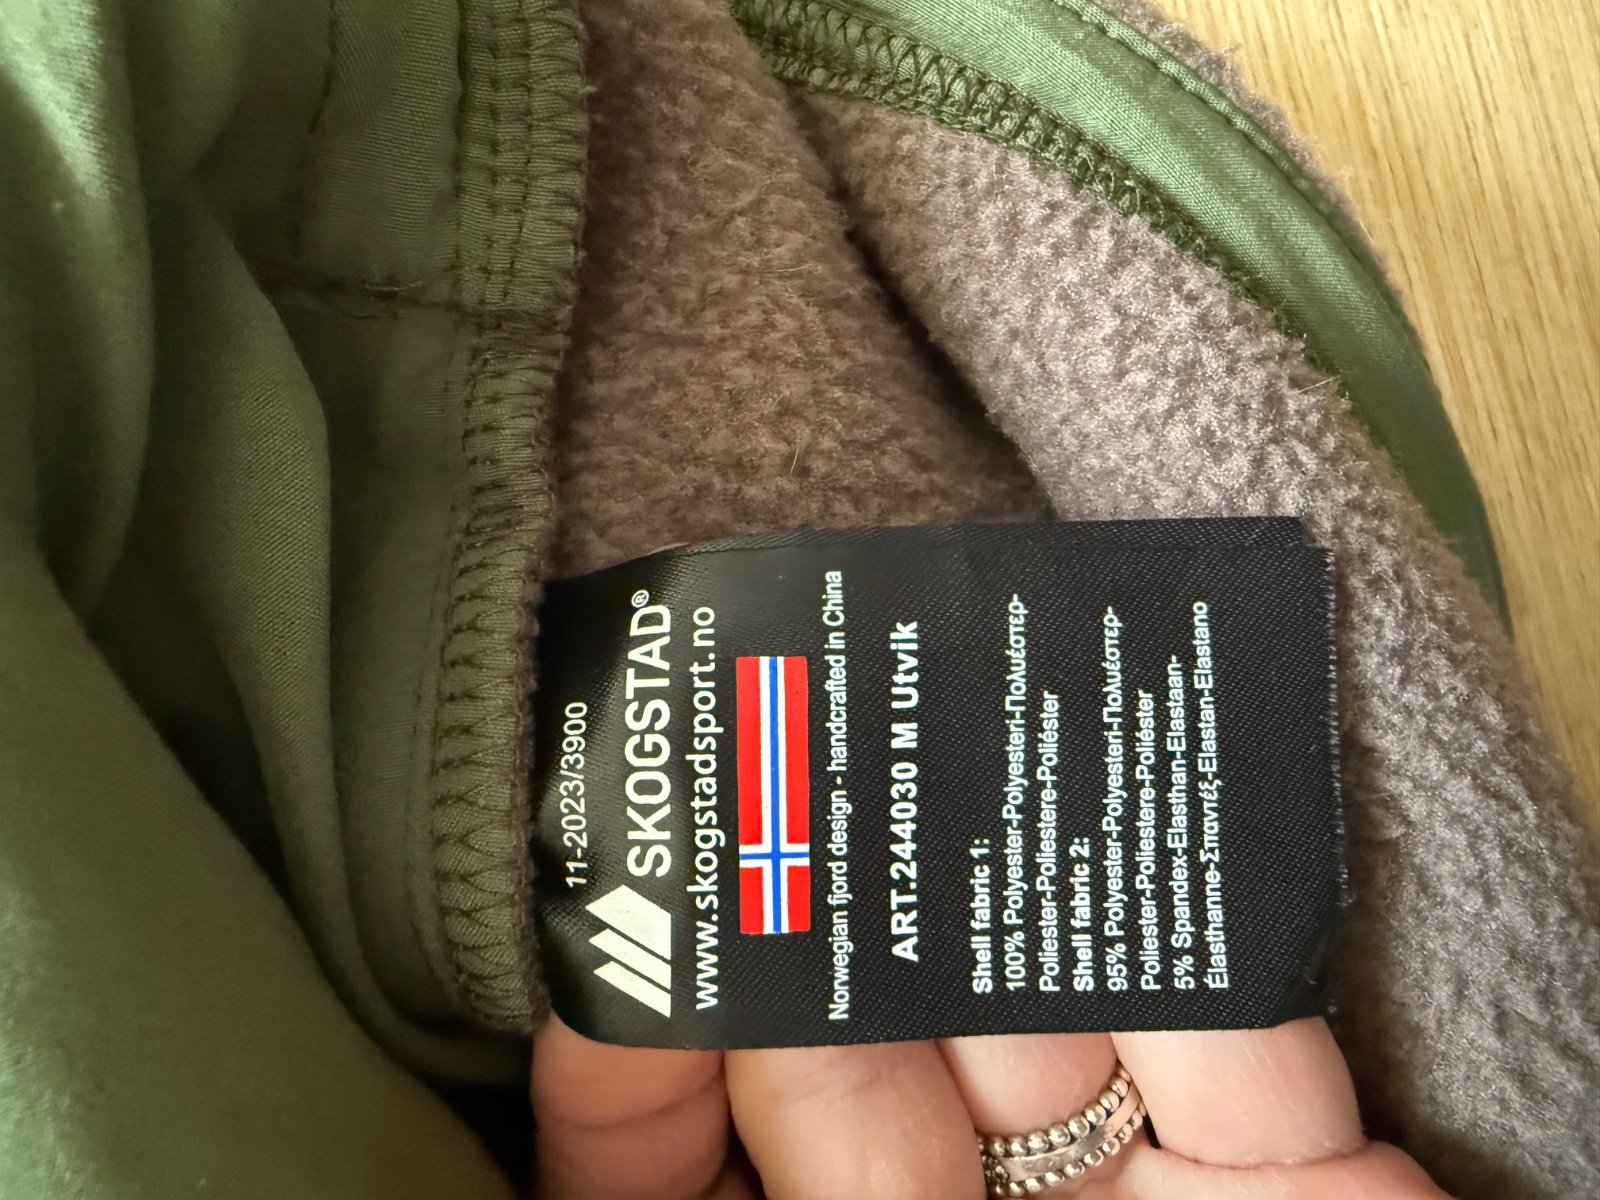 11-2023/3900
SKOGSTAD®
www.skogstadsport.no
Norwegian fjord design - handcrafted in China
ART.244030 M Utvik
Shell fabric 1:
100% Polyester-Polyesteri-Πολυέστερ-
Poliester-Poliestere-Poliéster
Shell fabric 2:
95% Polyester-Polyesteri-Πολυέστερ-
Poliester-Poliestere-Poliéster
5% Spandex-Elasthan-Elastaan-
Élasthanne-Σπαντέξ-Elastan-Elastano